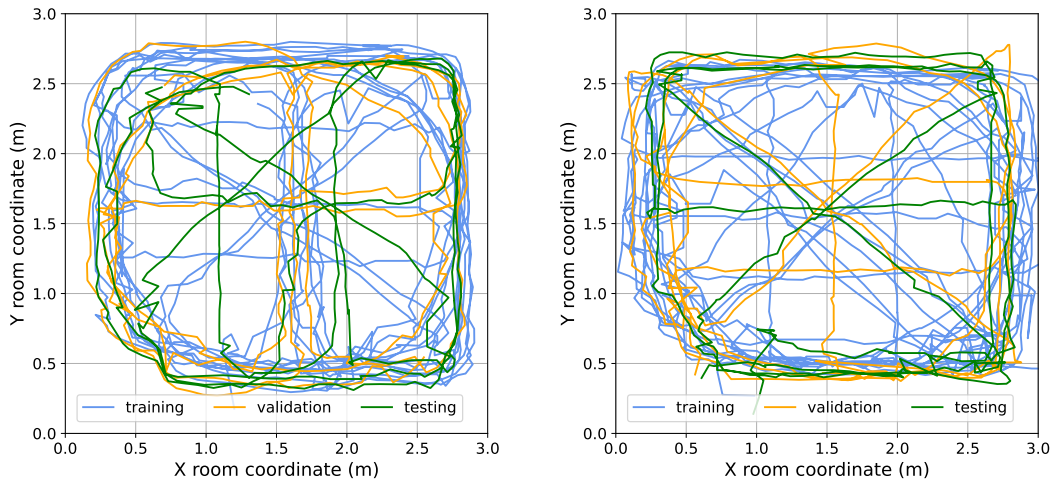 3.0
2.5
2.0
1.5
1.0
0.5
0.0
Y room coordinate (m)
training validation testing
0.0 0.5 1.0 1.5 2.0 2.5 3.0
X room coordinate (m)
3.0
2.5
2.0
1.5
1.0
0.5
0.0
Y room coordinate (m)
training validation testing
0.0 0.5 1.0 1.5 2.0 2.5 3.0
X room coordinate (m)